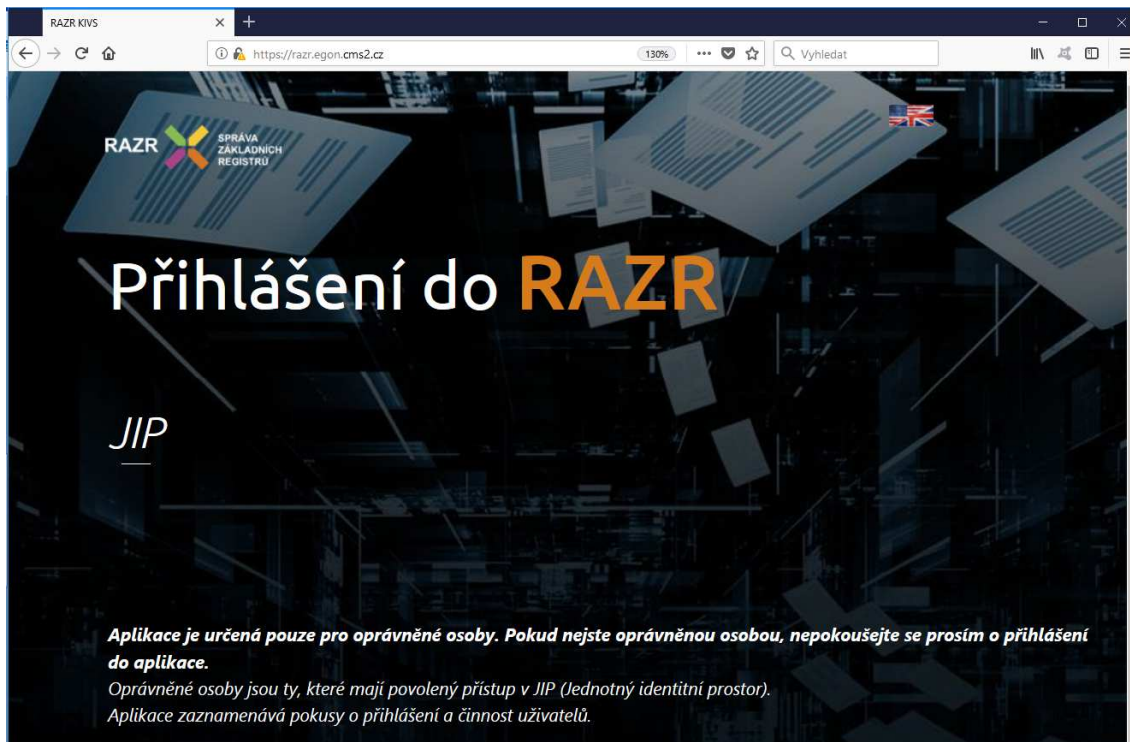 RAZR KIVS
https://razr.egon.cms2.cz
130%
Vyhledat
RAZR
SPRÁVA
ZÁKLADNÍCH
REGISTRŮ
Přihlášení do RAZR
JIP
Aplikace je určená pouze pro oprávněné osoby. Pokud nejste oprávněnou osobou, nepokoušejte se prosím o přihlášení
do aplikace.
Oprávněné osoby jsou ty, které mají povolený přístup v JIP (Jednotný identitní prostor).
Aplikace zaznamenává pokusy o přihlášení a činnost uživatelů.